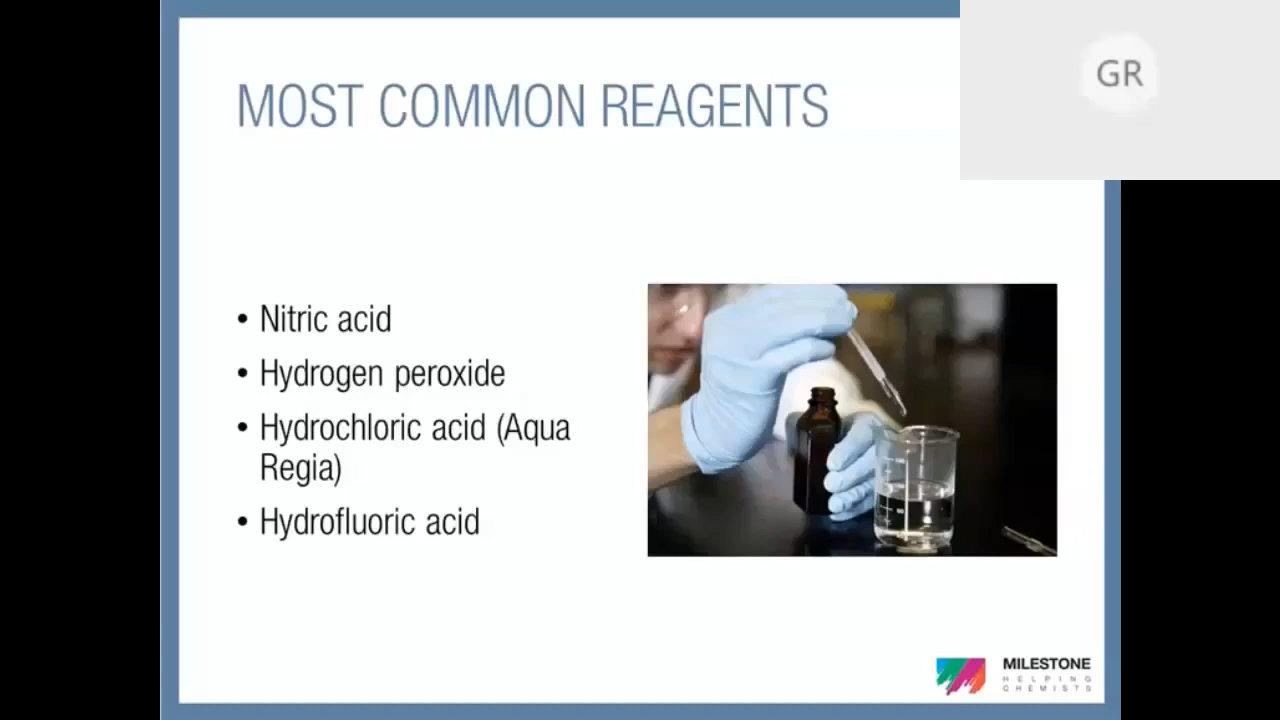 MOST COMMON REAGENTS
GR
• Nitric acid
• Hydrogen peroxide
• Hydrochloric acid (Aqua
Regia)
• Hydrofluoric acid
MILESTONE
HELPING
CHEMISTS